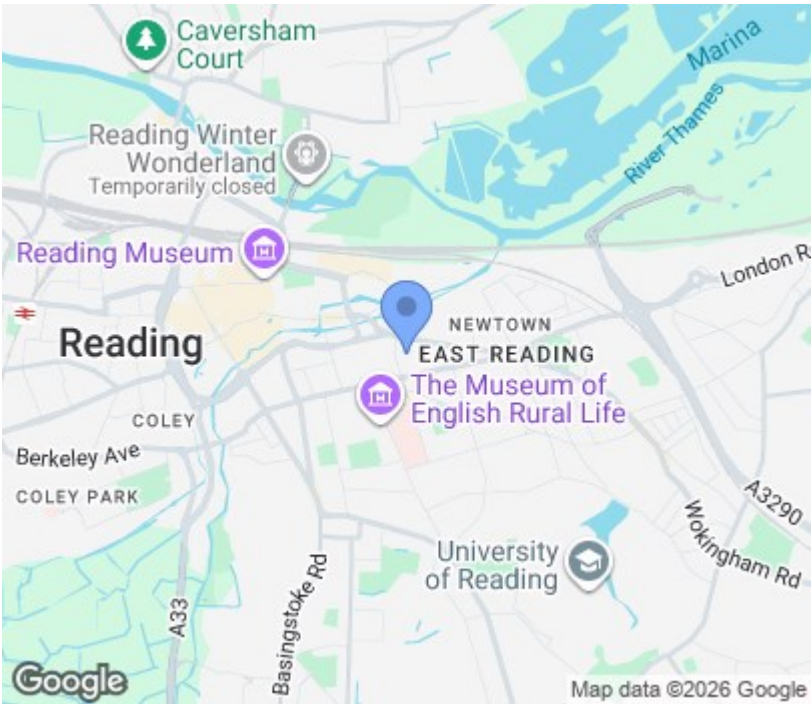 Caversham
Court
Marina
Reading Winter
Wonderland
Temporarily closed
River Thames
Reading Museum
London R
NEWTOWN
Reading
EAST READING
The Museum of
English Rural Life
COLEY
Berkeley Ave
COLEY PARK
A3290
Wokingham Rd
University
of Reading
A33
Basingstoke Rd
Google
Map data ©2026 Google